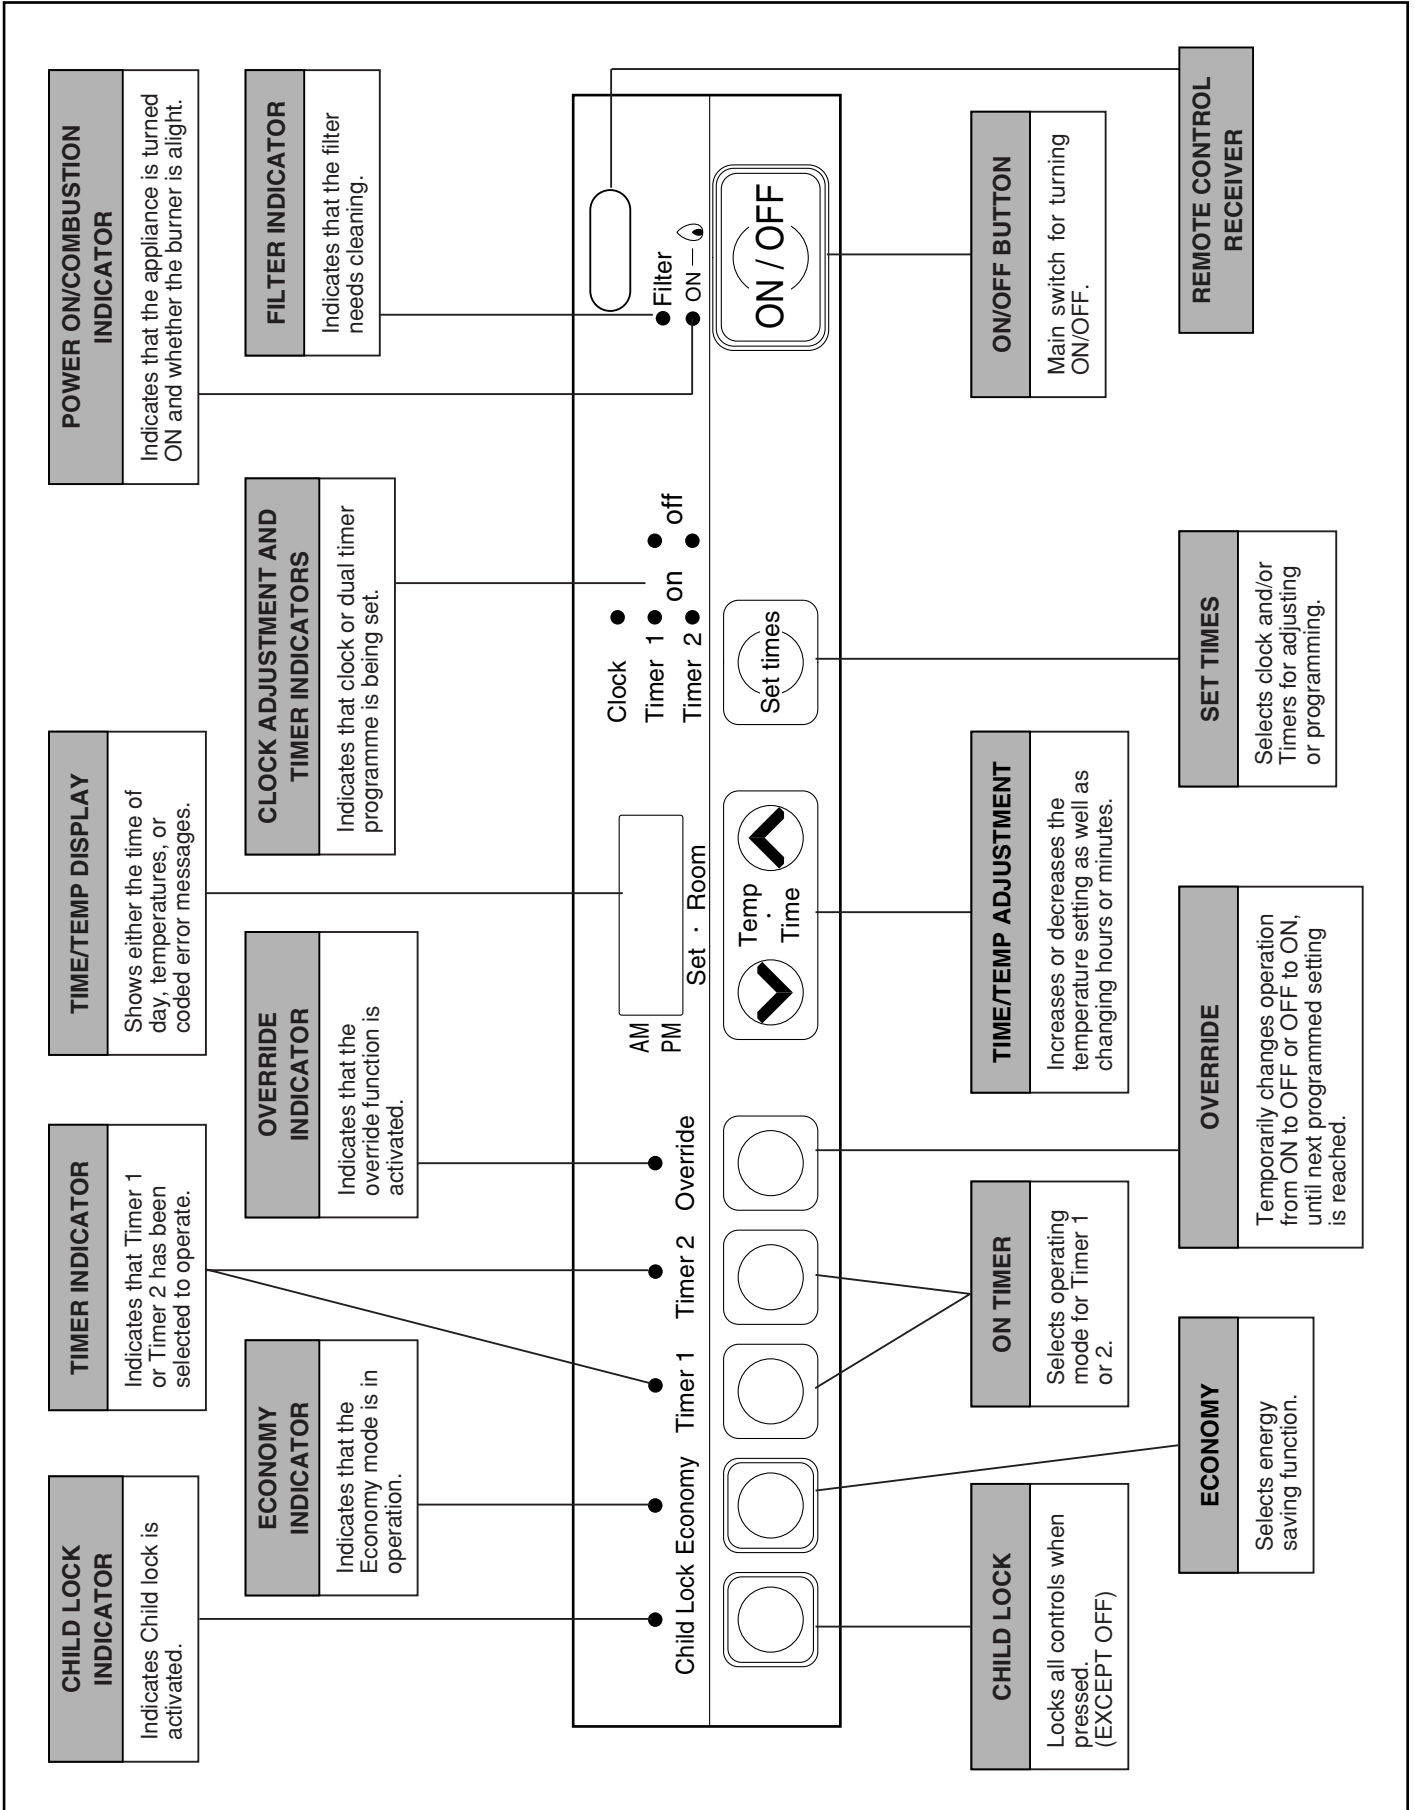 CHILD LOCK
INDICATOR
Indicates Child lock is
activated.
TIMER INDICATOR
Indicates that Timer 1
or Timer 2 has been
selected to operate.
TIME/TEMP DISPLAY
Shows either the time of
day, temperatures, or
coded error messages.
POWER ON/COMBUSTION
INDICATOR
Indicates that the appliance is turned
ON and whether the burner is alight.
ECONOMY
INDICATOR
Indicates that the
Economy mode is in
operation.
OVERRIDE
INDICATOR
Indicates that the
override function is
activated.
CLOCK ADJUSTMENT AND
TIMER INDICATORS
Indicates that clock or dual timer
programme is being set.
FILTER INDICATOR
Indicates that the filter
needs cleaning.
Child Lock
Economy
Timer 1
Timer 2
Override
AM
PM
Set · Room
Clock
Timer 1
Timer 2
on
off
Filter
ON
Temp
·
Time
Set times
ON / OFF
CHILD LOCK
Locks all controls when
pressed.
(EXCEPT OFF)
ON TIMER
Selects operating
mode for Timer 1
or 2.
TIME/TEMP ADJUSTMENT
Increases or decreases the
temperature setting as well as
changing hours or minutes.
ON/OFF BUTTON
Main switch for turning
ON/OFF.
ECONOMY
Selects energy
saving function.
OVERRIDE
Temporarily changes operation
from ON to OFF or OFF to ON,
until next programmed setting
is reached.
SET TIMES
Selects clock and/or
Timers for adjusting
or programming.
REMOTE CONTROL
RECEIVER